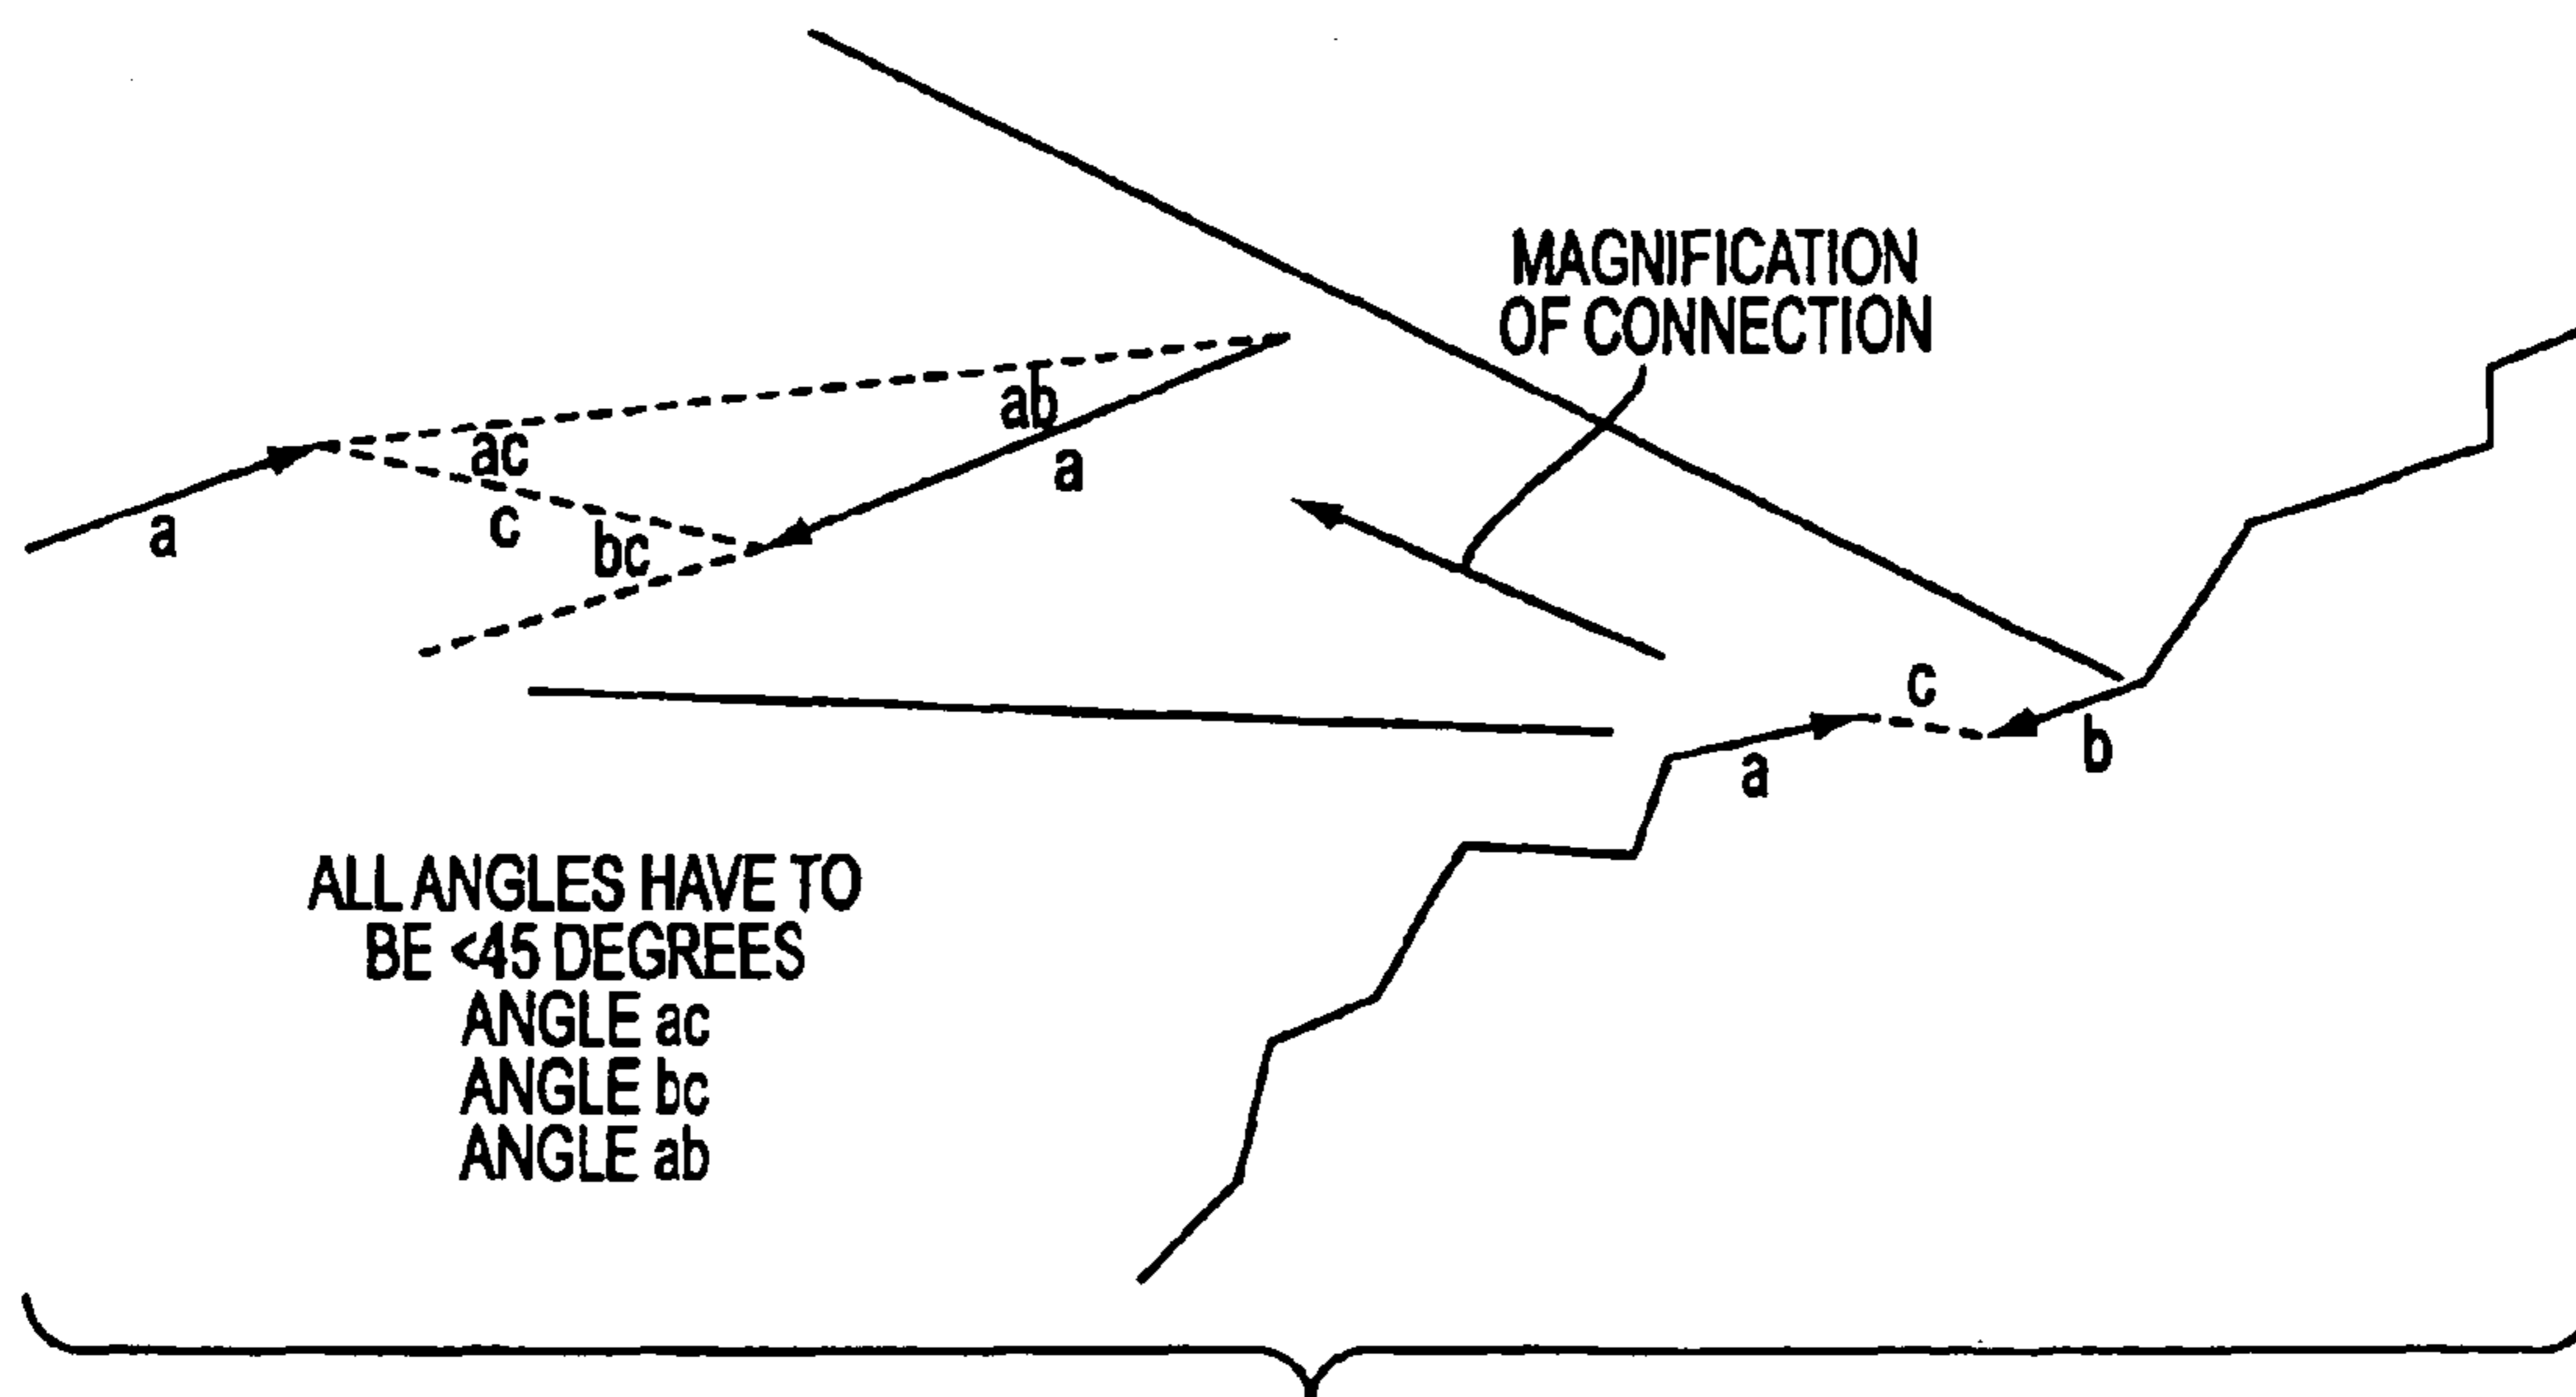 MAGNIFICATION
OF CONNECTION
ab
ac
a
a
c
bc
c
b
a
ALL ANGLES HAVE TO
BE <45 DEGREES
ANGLE ac
ANGLE bc
ANGLE ab